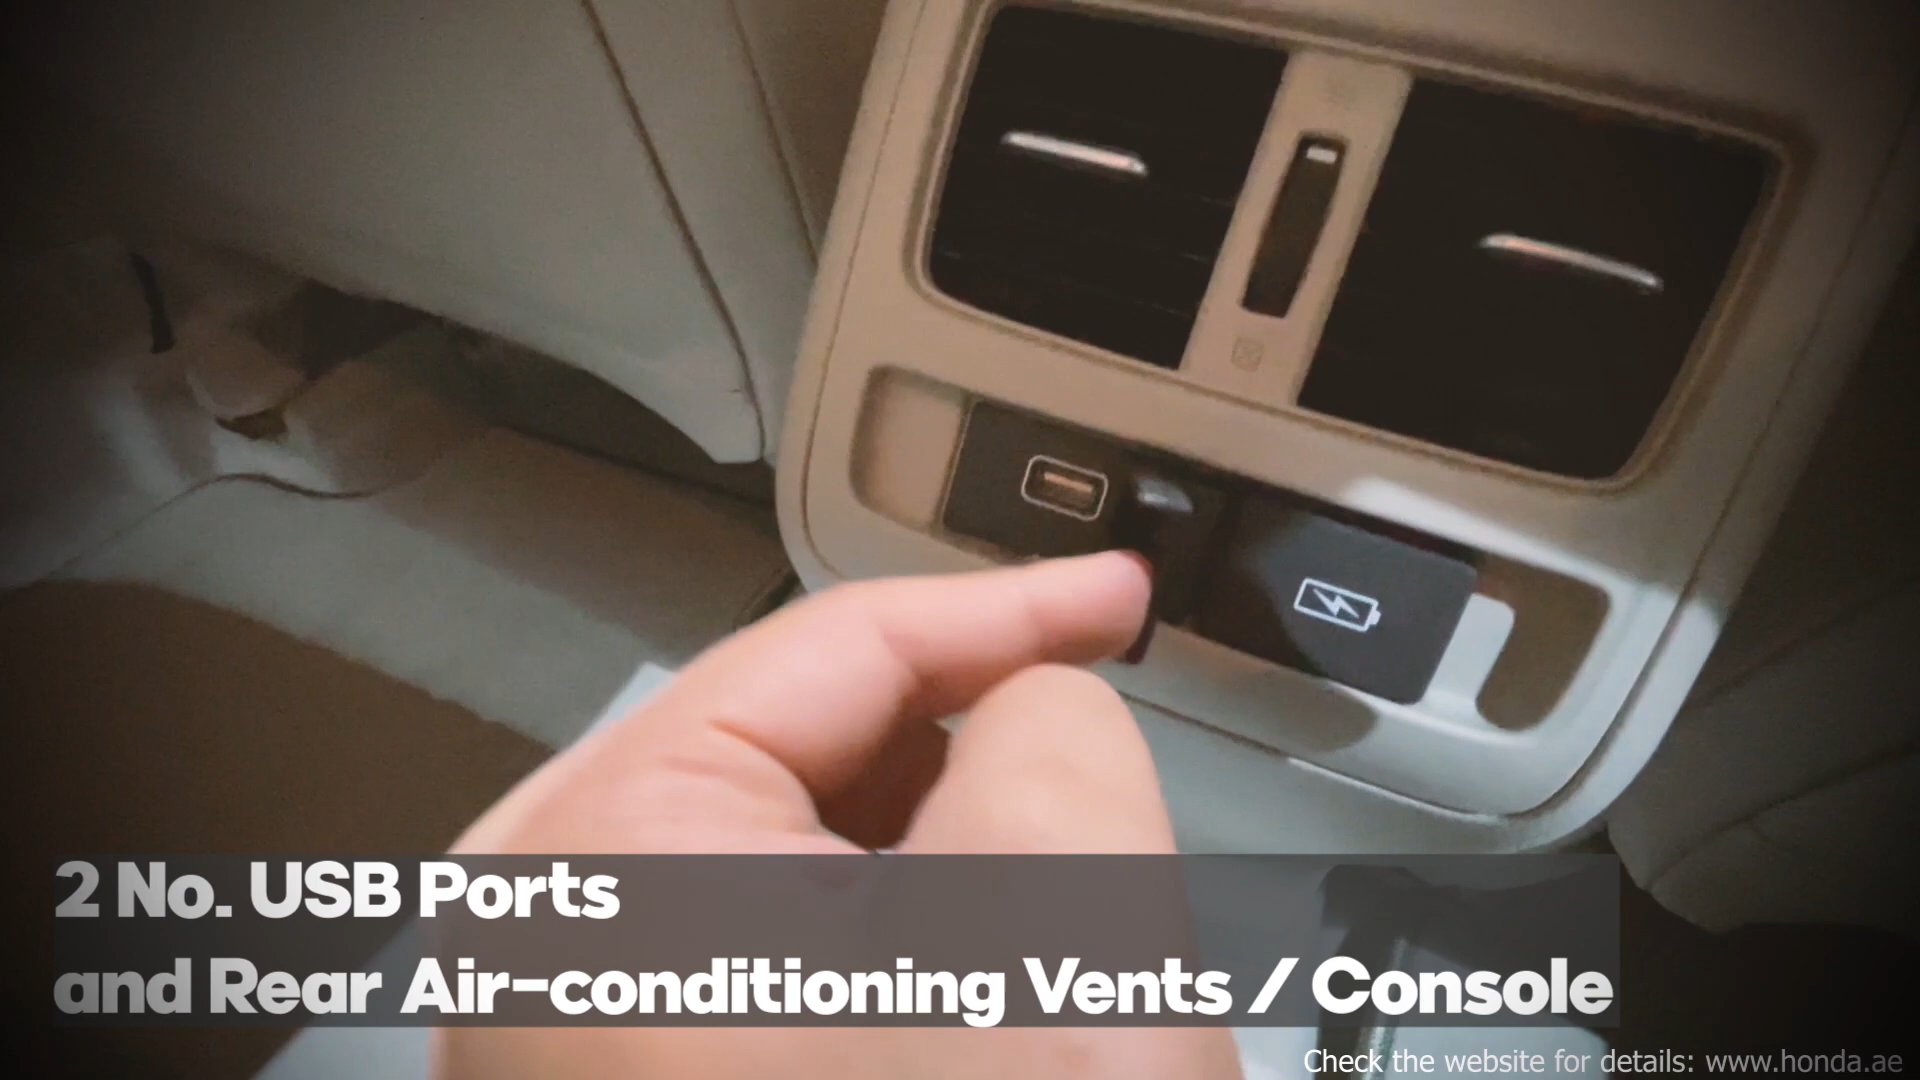 2 No. USB Ports
and Rear Air-conditioning Vents / Console
Check the website for details: www.honda.ae